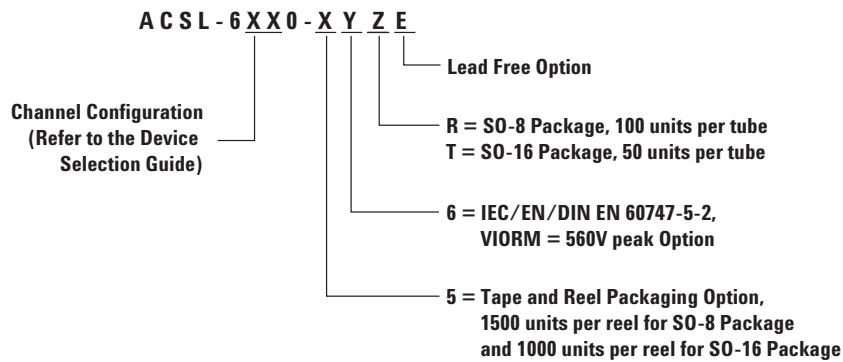 ACSL-6XX0-XYZE
Lead Free Option
Channel Configuration
(Refer to the Device
Selection Guide)
R = SO-8 Package, 100 units per tube
T = SO-16 Package, 50 units per tube
6 = IEC/EN/DIN EN 60747-5-2,
VIORM = 560V peak Option
5 = Tape and Reel Packaging Option,
1500 units per reel for SO-8 Package
and 1000 units per reel for SO-16 Package